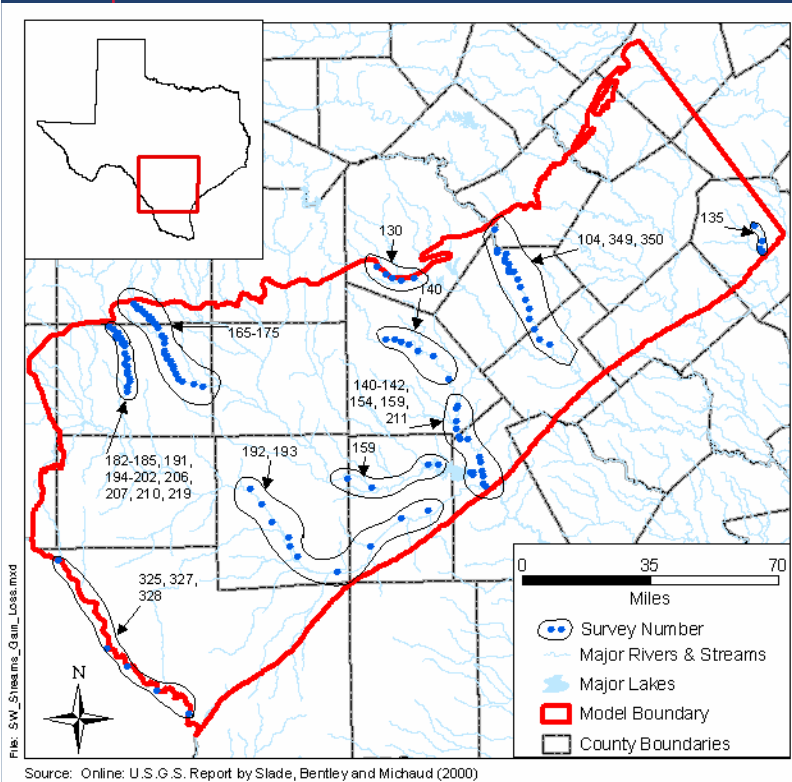 130
104, 349, 350
135
140
165-175
140-142,
154, 159,
211
182-185, 191,
194-202, 206,
207, 210, 219
192, 193
159
325, 327,
328
N
0 35 70
Miles
Survey Number
Major Rivers & Streams
Major Lakes
Model Boundary
County Boundaries
File: SW_Streams_Gain_Loss.mxd
Source: Online: U.S.G.S. Report by Slade, Bentley and Michaud (2000)